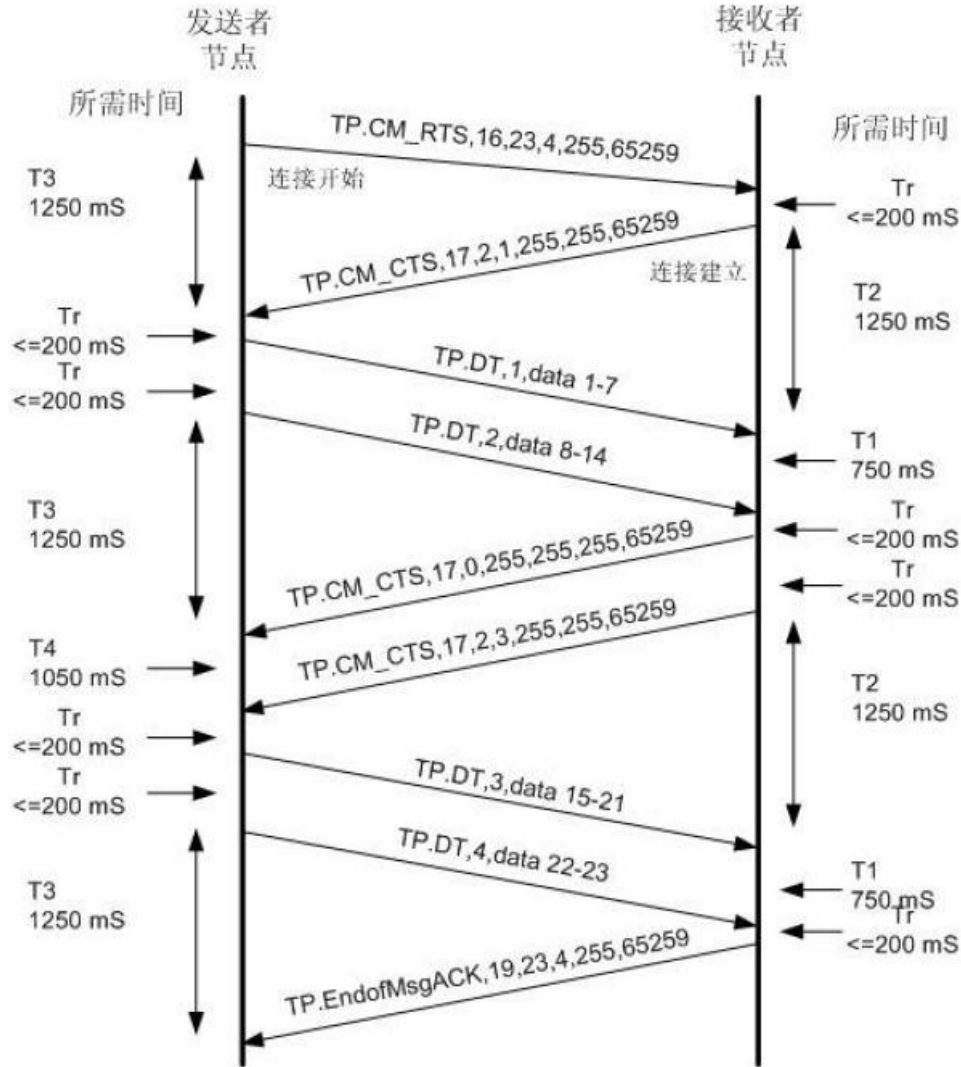 发送者
节点
接收者
节点
所需时间
所需时间
TP.CM_RTS,16,23,4,255,65259
连接开始
T3
1250 mS
Tr
<=200 mS
TP.CM_CTS,17,2,1,255,255,65259
连接建立
T2
1250 mS
Tr
<=200 mS
TP.DT,1,data 1-7
Tr
<=200 mS
TP.DT,2,data 8-14
T1
750 mS
T3
1250 mS
Tr
<=200 mS
TP.CM_CTS,17,0,255,255,255,65259
Tr
<=200 mS
TP.CM_CTS,17,2,3,255,255,65259
T4
1050 mS
T2
1250 mS
Tr
<=200 mS
TP.DT,3,data 15-21
Tr
<=200 mS
TP.DT,4,data 22-23
T3
1250 mS
T1
750 mS
Tr
<=200 mS
TP.EndofMsgACK,19,23,4,255,65259